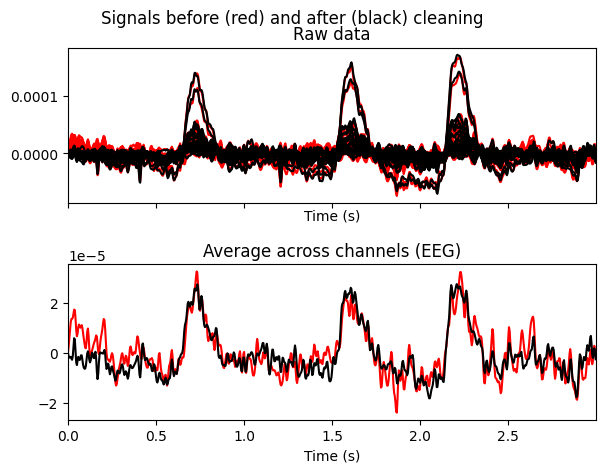 Signals before (red) and after (black) cleaning
Raw data
0.0001
0.0000
Time (s)
Average across channels (EEG)
1e−5
2
0
−2
0.0 0.5 1.0 1.5 2.0 2.5
Time (s)